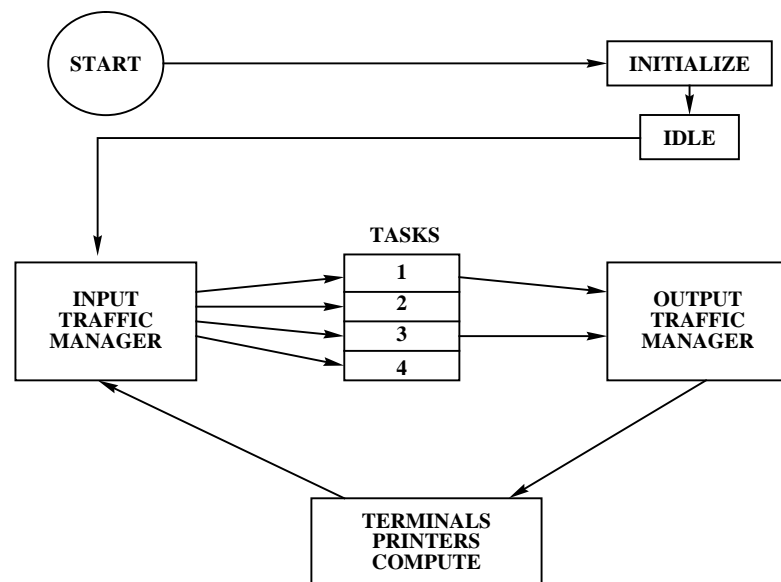 START
INITIALIZE
IDLE
TASKS
INPUT
TRAFFIC
MANAGER
1
2
3
4
OUTPUT
TRAFFIC
MANAGER
TERMINALS
PRINTERS
COMPUTE